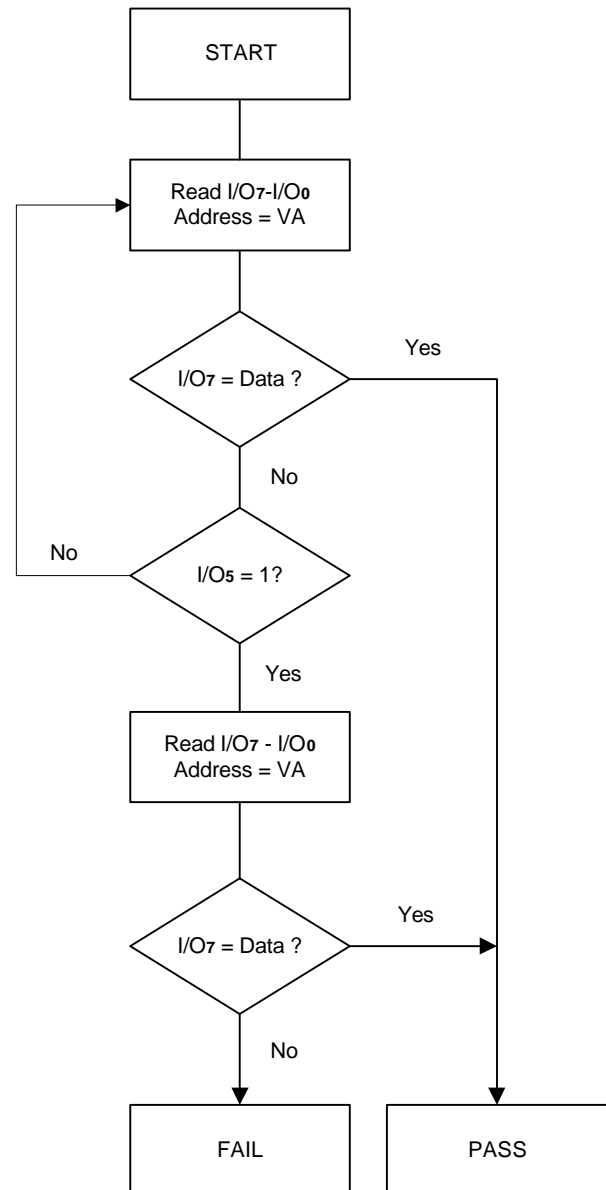 START
Read I/O7-I/O0
Address = VA
Yes
I/O7 = Data ?
No
No
I/O5 = 1?
Yes
Read I/O7 - I/O0
Address = VA
Yes
I/O7 = Data ?
No
FAIL
PASS